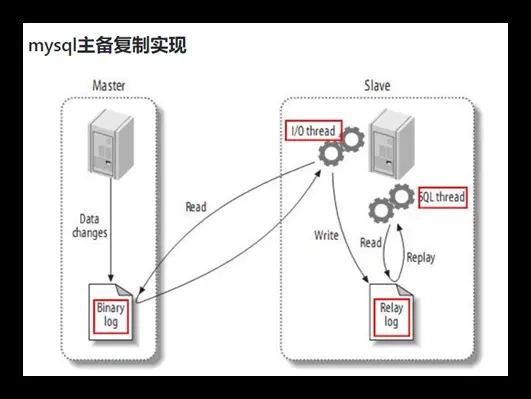 mysql主备复制实现
Master
Slave
I/O thread
SQL thread
Data
changes
Read
Write
Read
Replay
Binary
log
Relay
log